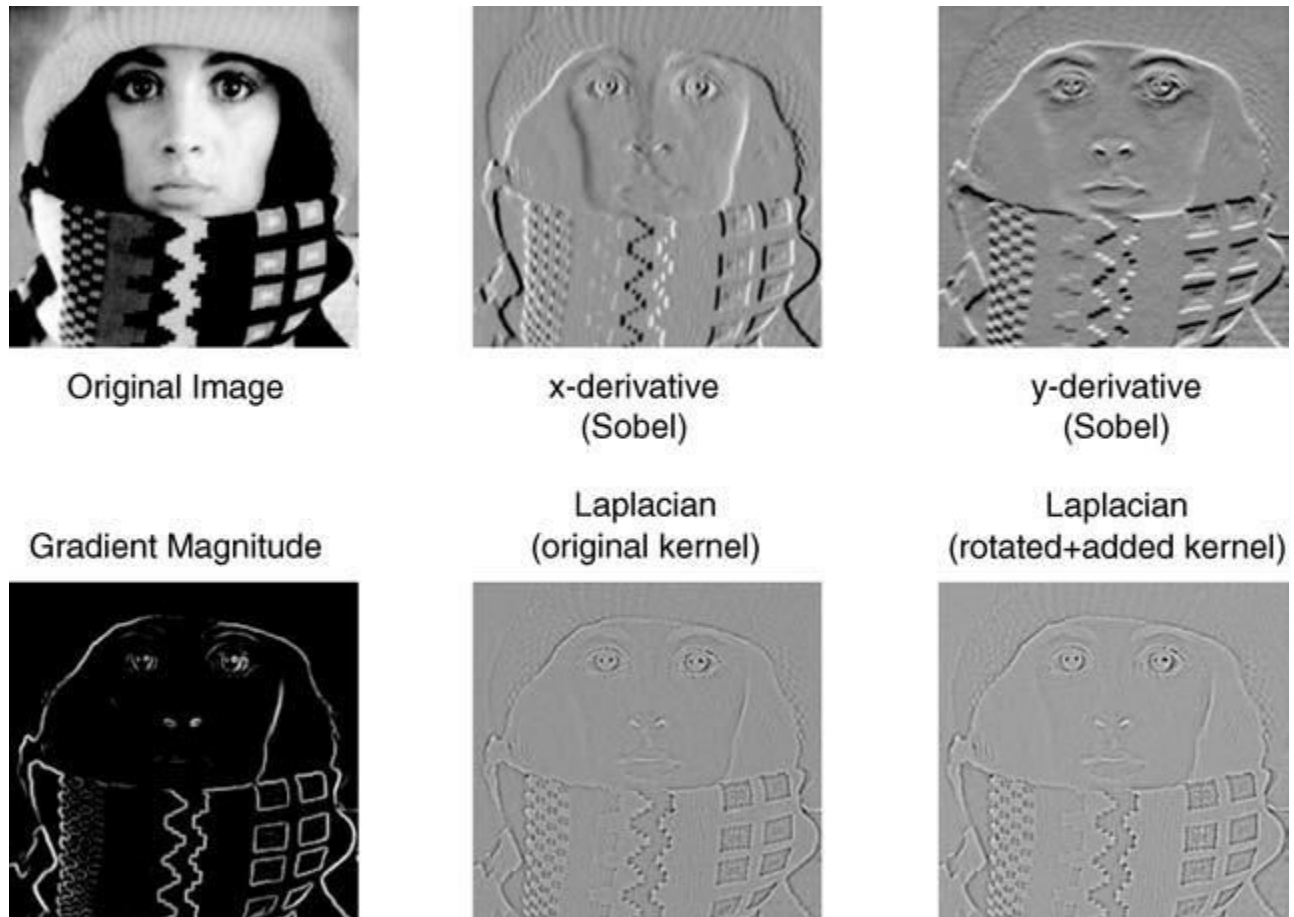 Original Image
x-derivative
(Sobel)
y-derivative
(Sobel)
Gradient Magnitude
Laplacian
(original kernel)
Laplacian
(rotated+added kernel)